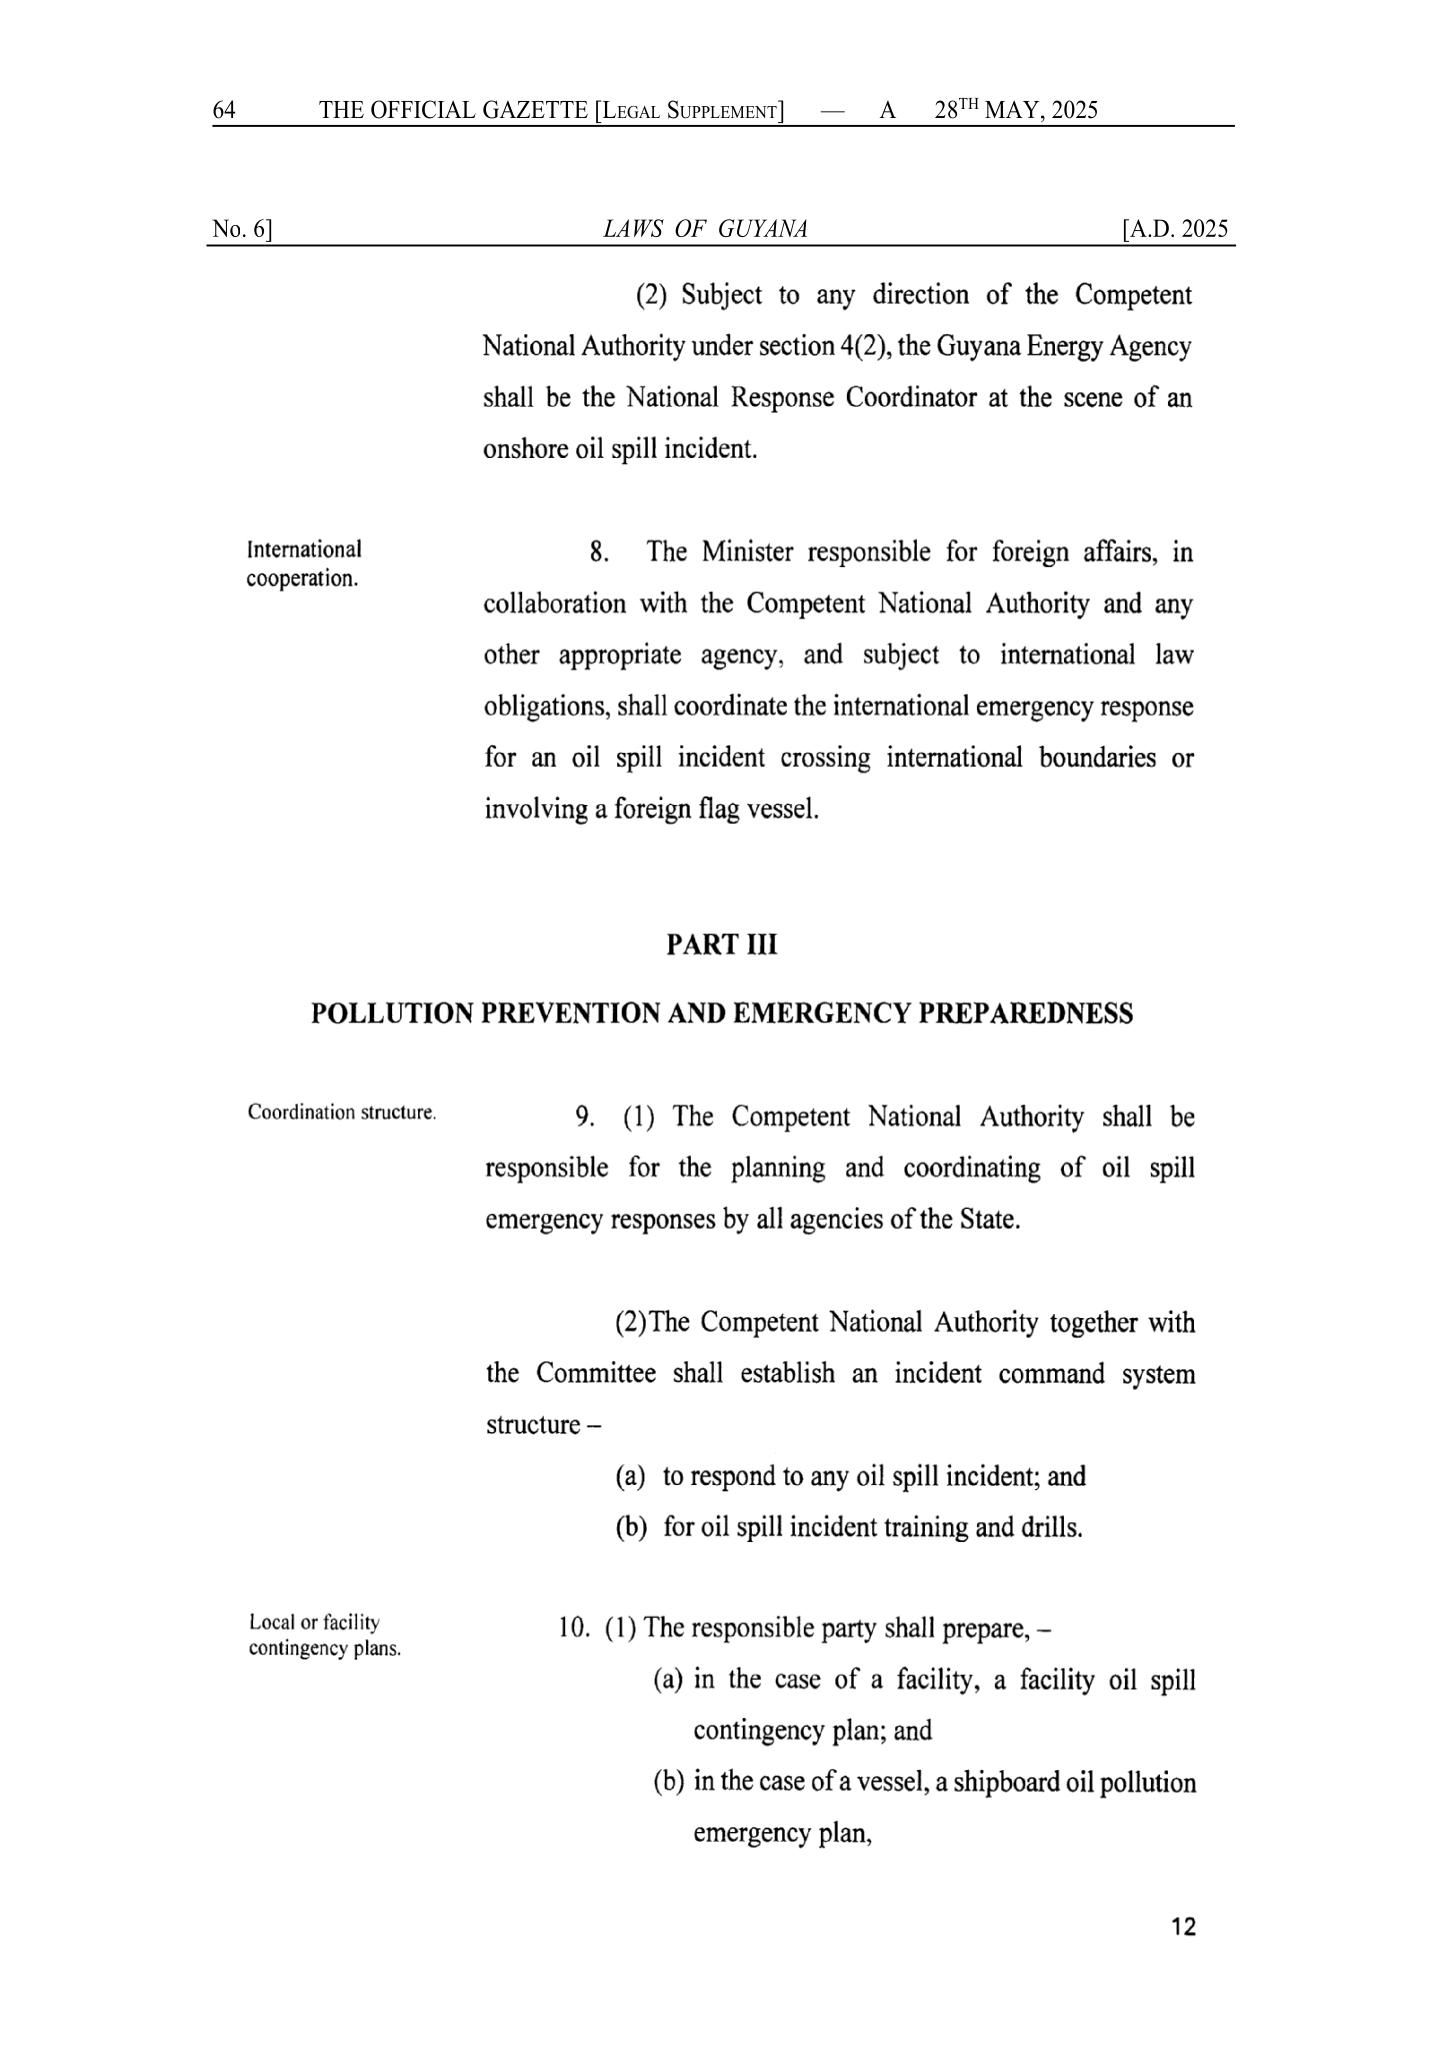 64 THE OFFICIAL GAZETTE [LEGAL SUPPLEMENT] — A 28TH MAY, 2025
No. 6] LAWS OF GUYANA [A.D. 2025
(2) Subject to any direction of the Competent
National Authority under section 4(2), the Guyana Energy Agency
shall be the National Response Coordinator at the scene of an
onshore oil spill incident.
International
cooperation.
8. The Minister responsible for foreign affairs, in
collaboration with the Competent National Authority and any
other appropriate agency, and subject to international law
obligations, shall coordinate the international emergency response
for an oil spill incident crossing international boundaries or
involving a foreign flag vessel.
PART III
POLLUTION PREVENTION AND EMERGENCY PREPAREDNESS
Coordination structure.
9. (1) The Competent National Authority shall be
responsible for the planning and coordinating of oil spill
emergency responses by all agencies of the State.
(2)The Competent National Authority together with
the Committee shall establish an incident command system
structure –
(a) to respond to any oil spill incident; and
(b) for oil spill incident training and drills.
Local or facility
contingency plans.
10. (1) The responsible party shall prepare, –
(a) in the case of a facility, a facility oil spill
contingency plan; and
(b) in the case of a vessel, a shipboard oil pollution
emergency plan,
12